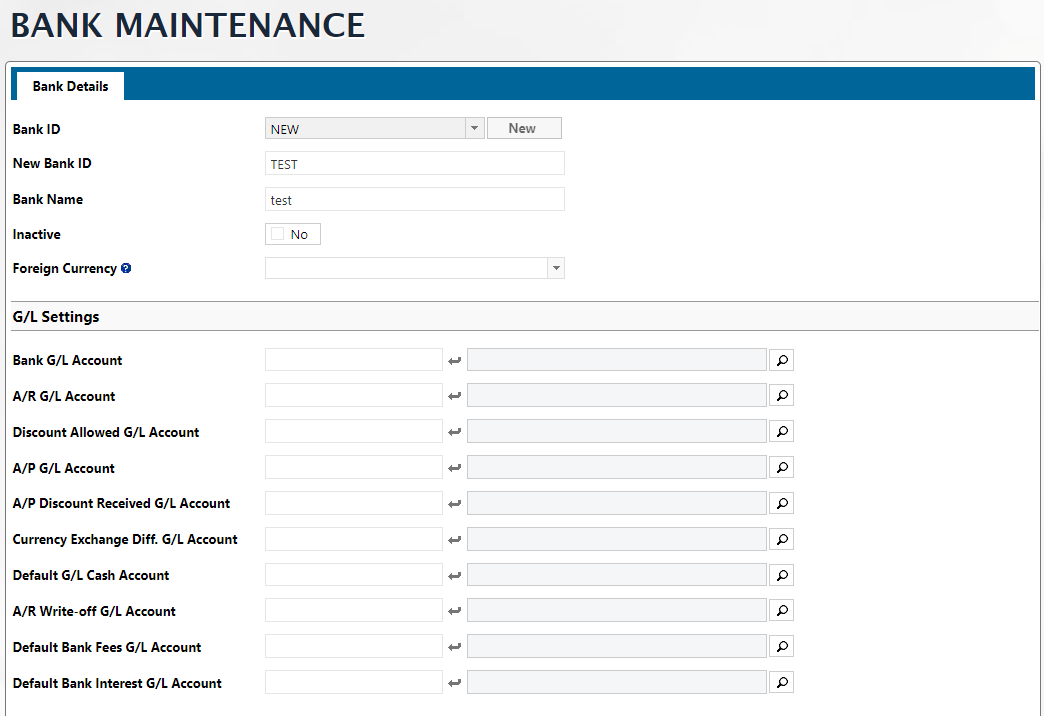 BANK MAINTENANCE
Bank Details
Bank ID NEW New
New Bank ID TEST
Bank Name test
Inactive No
Foreign Currency ?
G/L Settings
Bank G/L Account
A/R G/L Account
Discount Allowed G/L Account
A/P G/L Account
A/P Discount Received G/L Account
Currency Exchange Diff. G/L Account
Default G/L Cash Account
A/R Write-off G/L Account
Default Bank Fees G/L Account
Default Bank Interest G/L Account